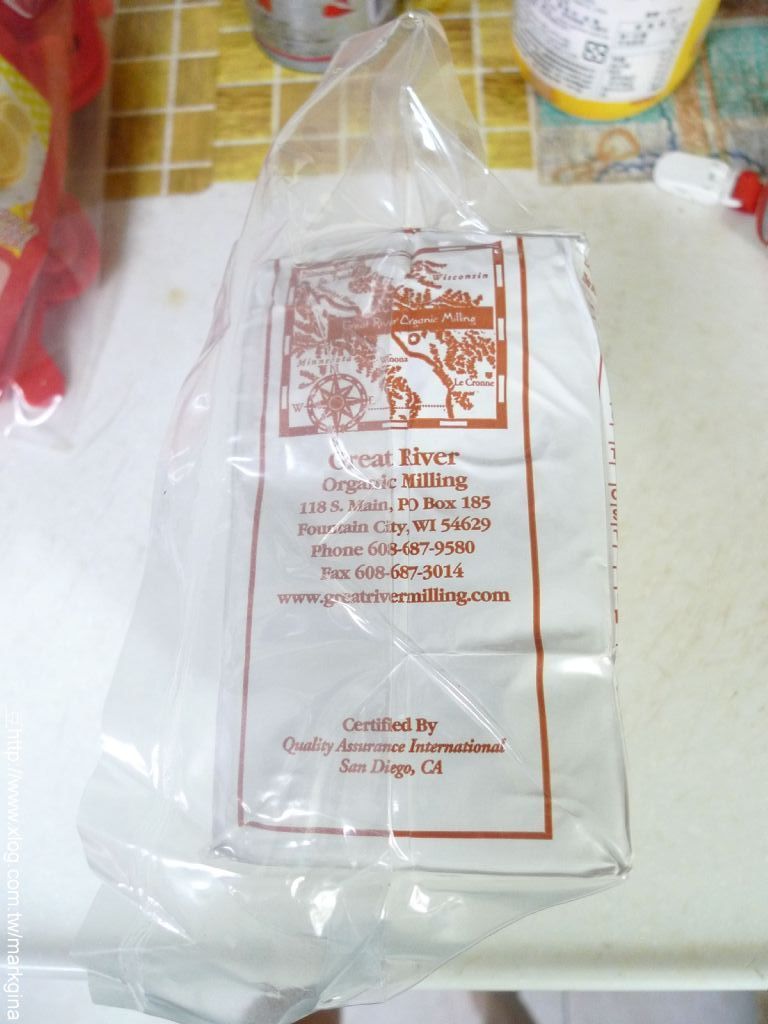 Wisconsin
River Organic Milling
Minnesota
Winona
N
Le Cronne
W
E
Great River
Organic Milling
118 S. Main, PO Box 185
Fountain City, WI 54629
Phone 608-687-9580
Fax 608-687-3014
www.greatrivermilling.com
Certified By
Quality Assurance International
San Diego, CA
http://www.xlog.com.tw/markgina